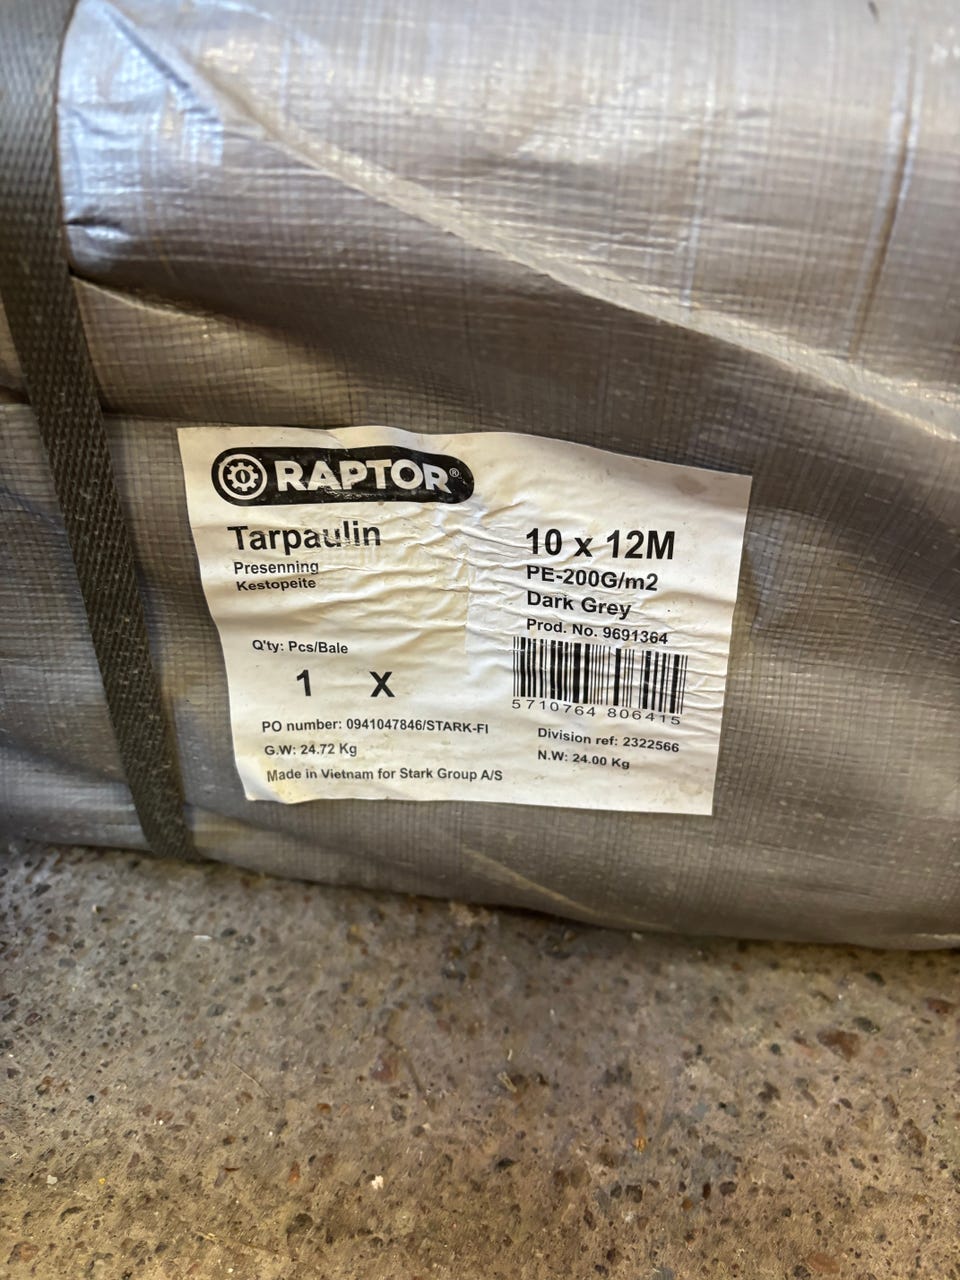 RAPTOR®
Tarpaulin
Presenning
Kestopeite
10 x 12M
PE-200G/m2
Dark Grey
Prod. No. 9691364
5710764 806415
Q'ty: Pcs/Bale
1 X
PO number: 0941047846/STARK-FI
G.W: 24.72 Kg
Made in Vietnam for Stark Group A/S
Division ref: 2322566
N.W: 24.00 Kg